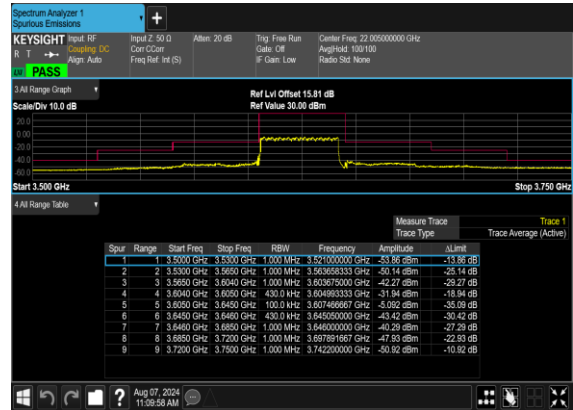 Spectrum Analyzer 1
Spurious Emissions
+
KEYSIGHT Input: RF Input Z: 50 Ω Atten: 20 dB Trig: Free Run Center Freq: 22.005000000 GHz
R T Coupling: DC Corr CCorr Gate: Off Avg|Hold: 100/100
Align: Auto Freq Ref: Int (S) IF Gain: Low Radio Std: None
PASS
3 All Range Graph Ref Lvl Offset 15.81 dB
Scale/Div 10.0 dB Ref Value 30.00 dBm
20.0
0.00
-20.0
-40.0
-60.0
Start 3.500 GHz Stop 3.750 GHz
4 All Range Table
Measure Trace Trace 1
Trace Type Trace Average (Active)
Spur Range Start Freq Stop Freq RBW Frequency Amplitude ΔLimit
1 1 3.5000 GHz 3.5300 GHz 1.000 MHz 3.521000000 GHz -53.86 dBm -13.86 dB
2 2 3.5300 GHz 3.5650 GHz 1.000 MHz 3.563658333 GHz -50.14 dBm -25.14 dB
3 3 3.5650 GHz 3.6040 GHz 1.000 MHz 3.603675000 GHz -42.27 dBm -29.27 dB
4 4 3.6040 GHz 3.6050 GHz 430.0 kHz 3.604993333 GHz -31.94 dBm -18.94 dB
5 5 3.6050 GHz 3.6450 GHz 100.0 kHz 3.607466667 GHz -5.092 dBm -35.09 dB
6 6 3.6450 GHz 3.6460 GHz 430.0 kHz 3.645050000 GHz -43.42 dBm -30.42 dB
7 7 3.6460 GHz 3.6850 GHz 1.000 MHz 3.646000000 GHz -40.29 dBm -27.29 dB
8 8 3.6850 GHz 3.7200 GHz 1.000 MHz 3.697891667 GHz -47.93 dBm -22.93 dB
9 9 3.7200 GHz 3.7500 GHz 1.000 MHz 3.742200000 GHz -50.92 dBm -10.92 dB
? Aug 07, 2024
11:09:58 AM